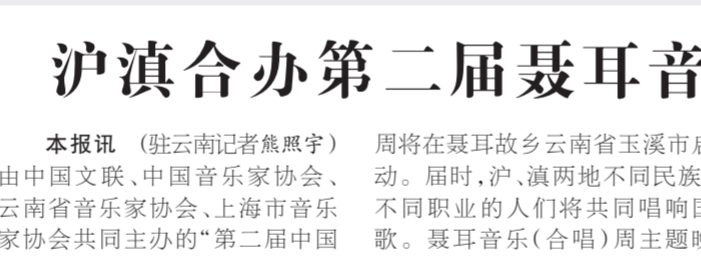 沪滇合办第二届聂耳音
本报讯 （驻云南记者熊照宇）
由中国文联、中国音乐家协会、
云南省音乐家协会、上海市音乐
家协会共同主办的“第二届中国
周将在聂耳故乡云南省玉溪市启
动。届时，沪、滇两地不同民族、
不同职业的人们将共同唱响国
歌。聂耳音乐（合唱）周主题晚